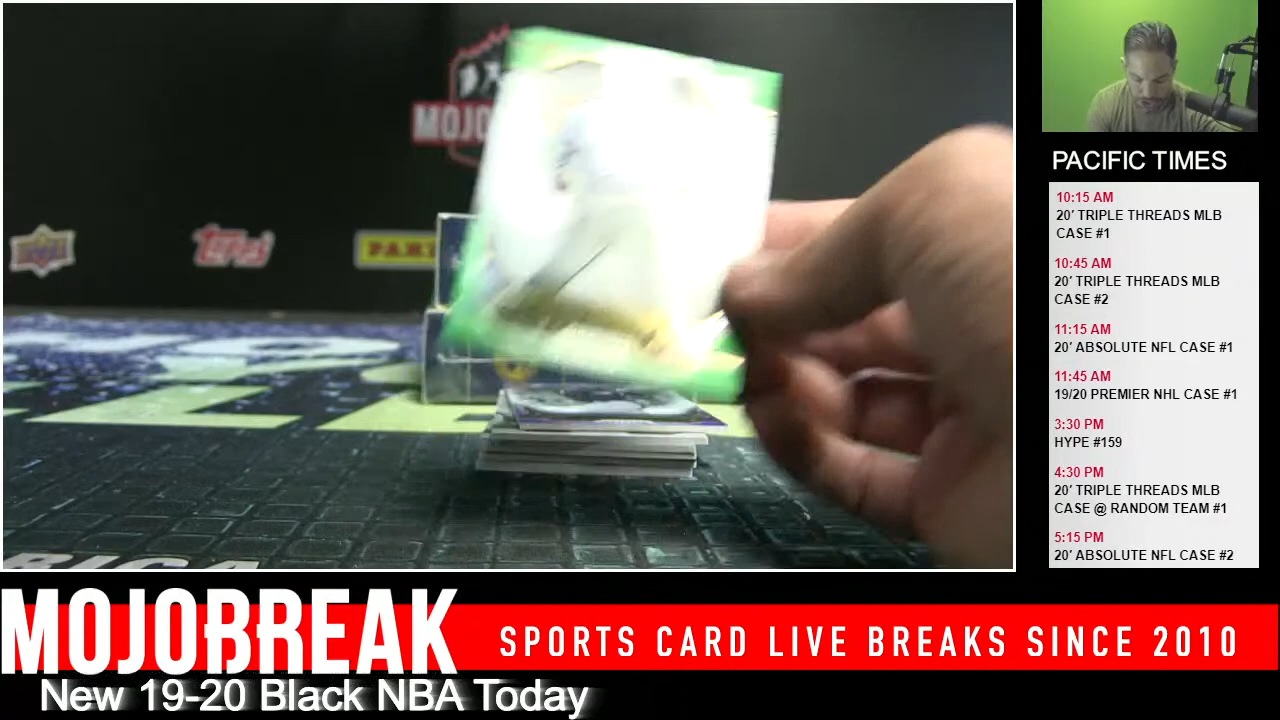 MOJO
topps
PACIFIC TIMES
10:15 AM
20' TRIPLE THREADS MLB
CASE #1
10:45 AM
20' TRIPLE THREADS MLB
CASE #2
11:15 AM
20' ABSOLUTE NFL CASE #1
11:45 AM
19/20 PREMIER NHL CASE #1
3:30 PM
HYPE #159
4:30 PM
20' TRIPLE THREADS MLB
CASE @ RANDOM TEAM #1
5:15 PM
20' ABSOLUTE NFL CASE #2
MOJOBREAK
SPORTS CARD LIVE BREAKS SINCE 2010
New 19-20 Black NBA Today